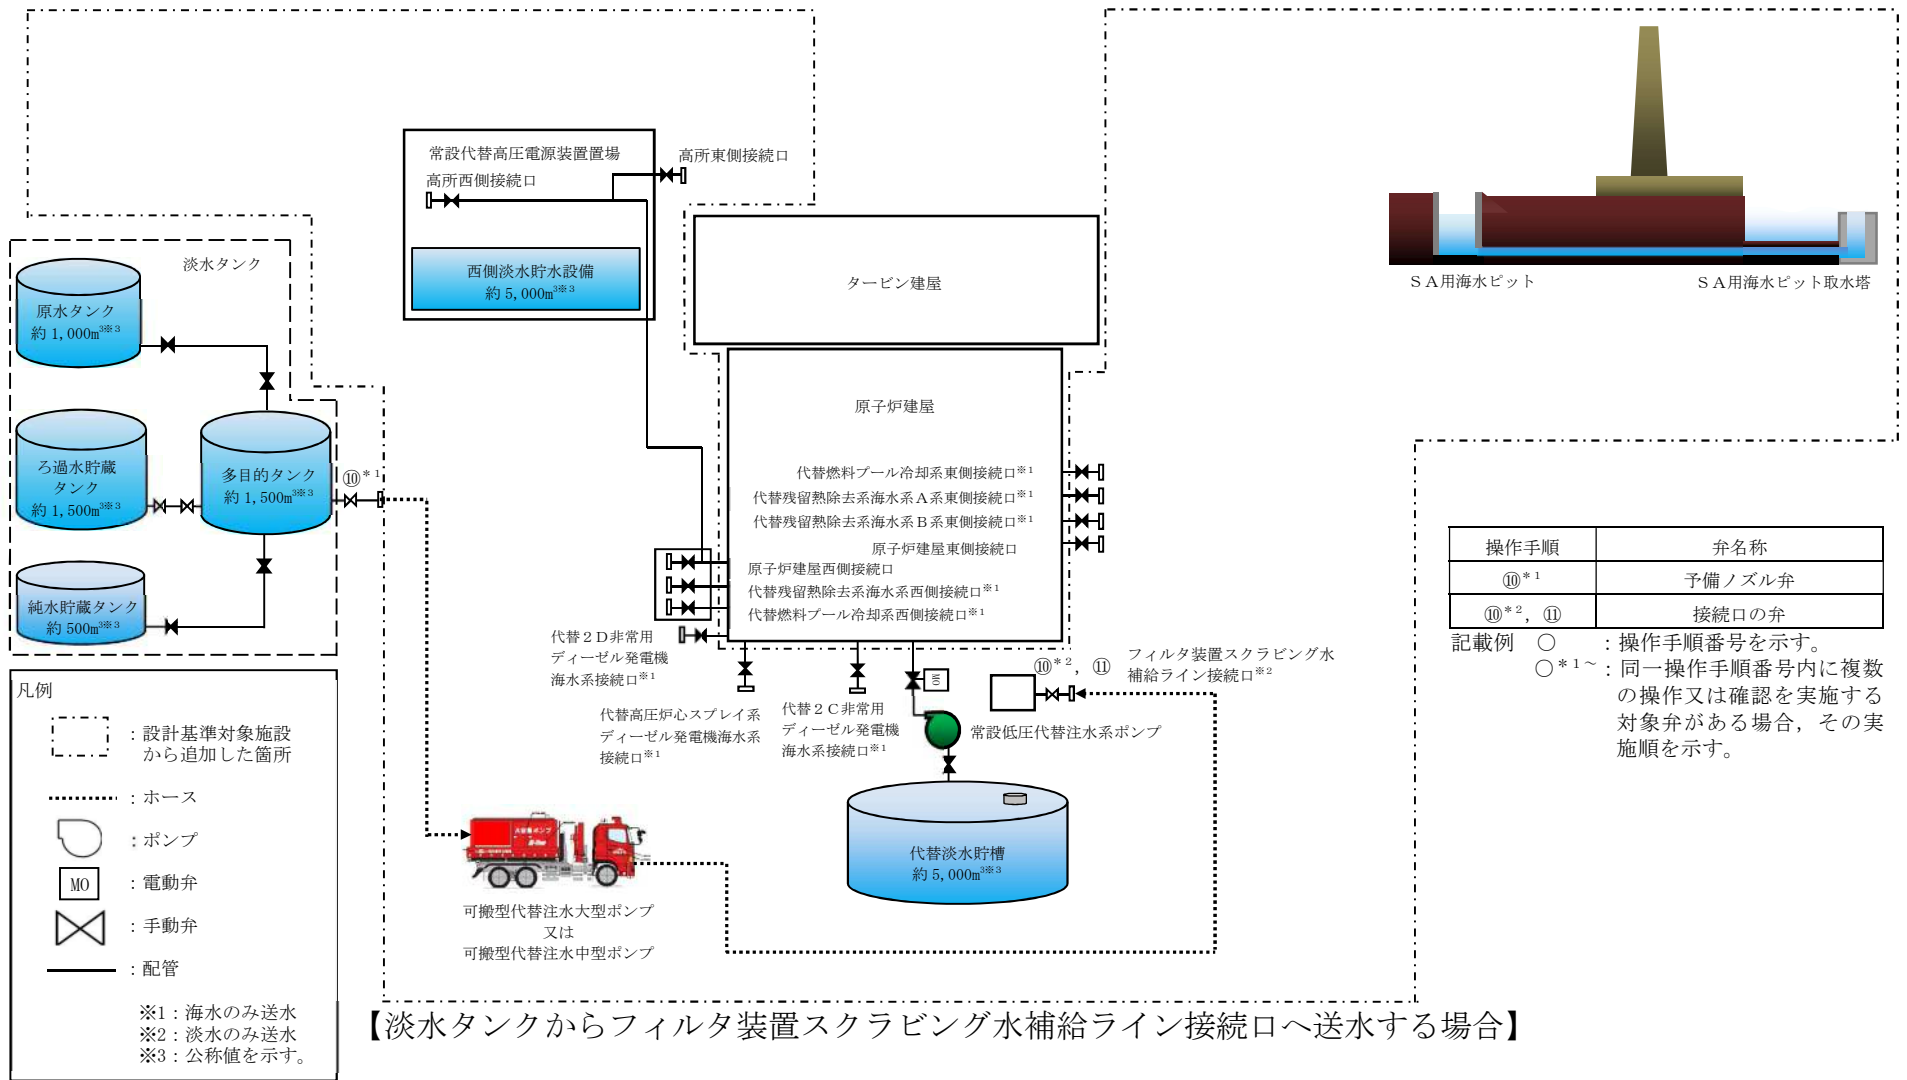 常設代替高圧電源装置置場
高所西側接続口
高所東側接続口
西側淡水貯水設備
約 5,000m³※3
淡水タンク
原水タンク
約 1,000m³※3
ろ過水貯蔵
タンク
約 1,500m³※3
多目的タンク
約 1,500m³※3
⑩*1
純水貯蔵タンク
約 500m³※3
タービン建屋
原子炉建屋
代替燃料プール冷却系東側接続口※1
代替残留熱除去系海水系A系東側接続口※1
代替残留熱除去系海水系B系東側接続口※1
原子炉建屋東側接続口
原子炉建屋西側接続口
代替残留熱除去系海水系西側接続口※1
代替燃料プール冷却系西側接続口※1
代替2D非常用
ディーゼル発電機
海水系接続口※1
代替高圧炉心スプレイ系
ディーゼル発電機海水系
接続口※1
代替2C非常用
ディーゼル発電機
海水系接続口※1
MO
⑩*2, ⑪
フィルタ装置スクラビング水
補給ライン接続口※2
常設低圧代替注水系ポンプ
代替淡水貯槽
約 5,000m³※3
可搬型代替注水大型ポンプ
又は
可搬型代替注水中型ポンプ
SA用海水ピット
SA用海水ピット取水塔
操作手順 弁名称
⑩*1 予備ノズル弁
⑩*2, ⑪ 接続口の弁
記載例 ○ :操作手順番号を示す。
○*1~:同一操作手順番号内に複数
の操作又は確認を実施する
対象弁がある場合,その実
施順を示す。
凡例
:設計基準対象施設
から追加した箇所
:ホース
:ポンプ
MO :電動弁
:手動弁
:配管
※1:海水のみ送水
※2:淡水のみ送水
※3:公称値を示す。
【淡水タンクからフィルタ装置スクラビング水補給ライン接続口へ送水する場合】